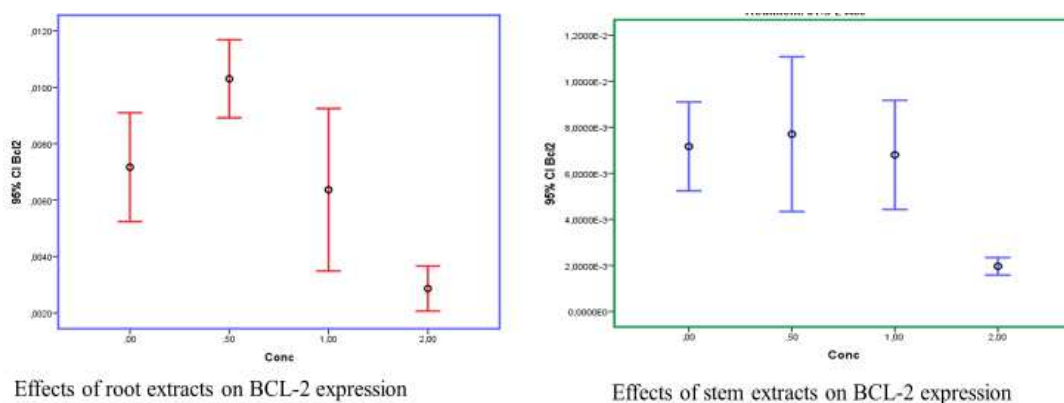 ,0120
,0100
,0080
,0060
,0040
,0020
95% CI Bcl2
,00 ,50 1,00 2,00
Conc
Effects of root extracts on BCL-2 expression
1,2000E-2
1,0000E-2
8,0000E-3
6,0000E-3
4,0000E-3
2,0000E-3
0,0000E0
95% CI Bcl2
,00 ,50 1,00 2,00
Conc
Effects of stem extracts on BCL-2 expression